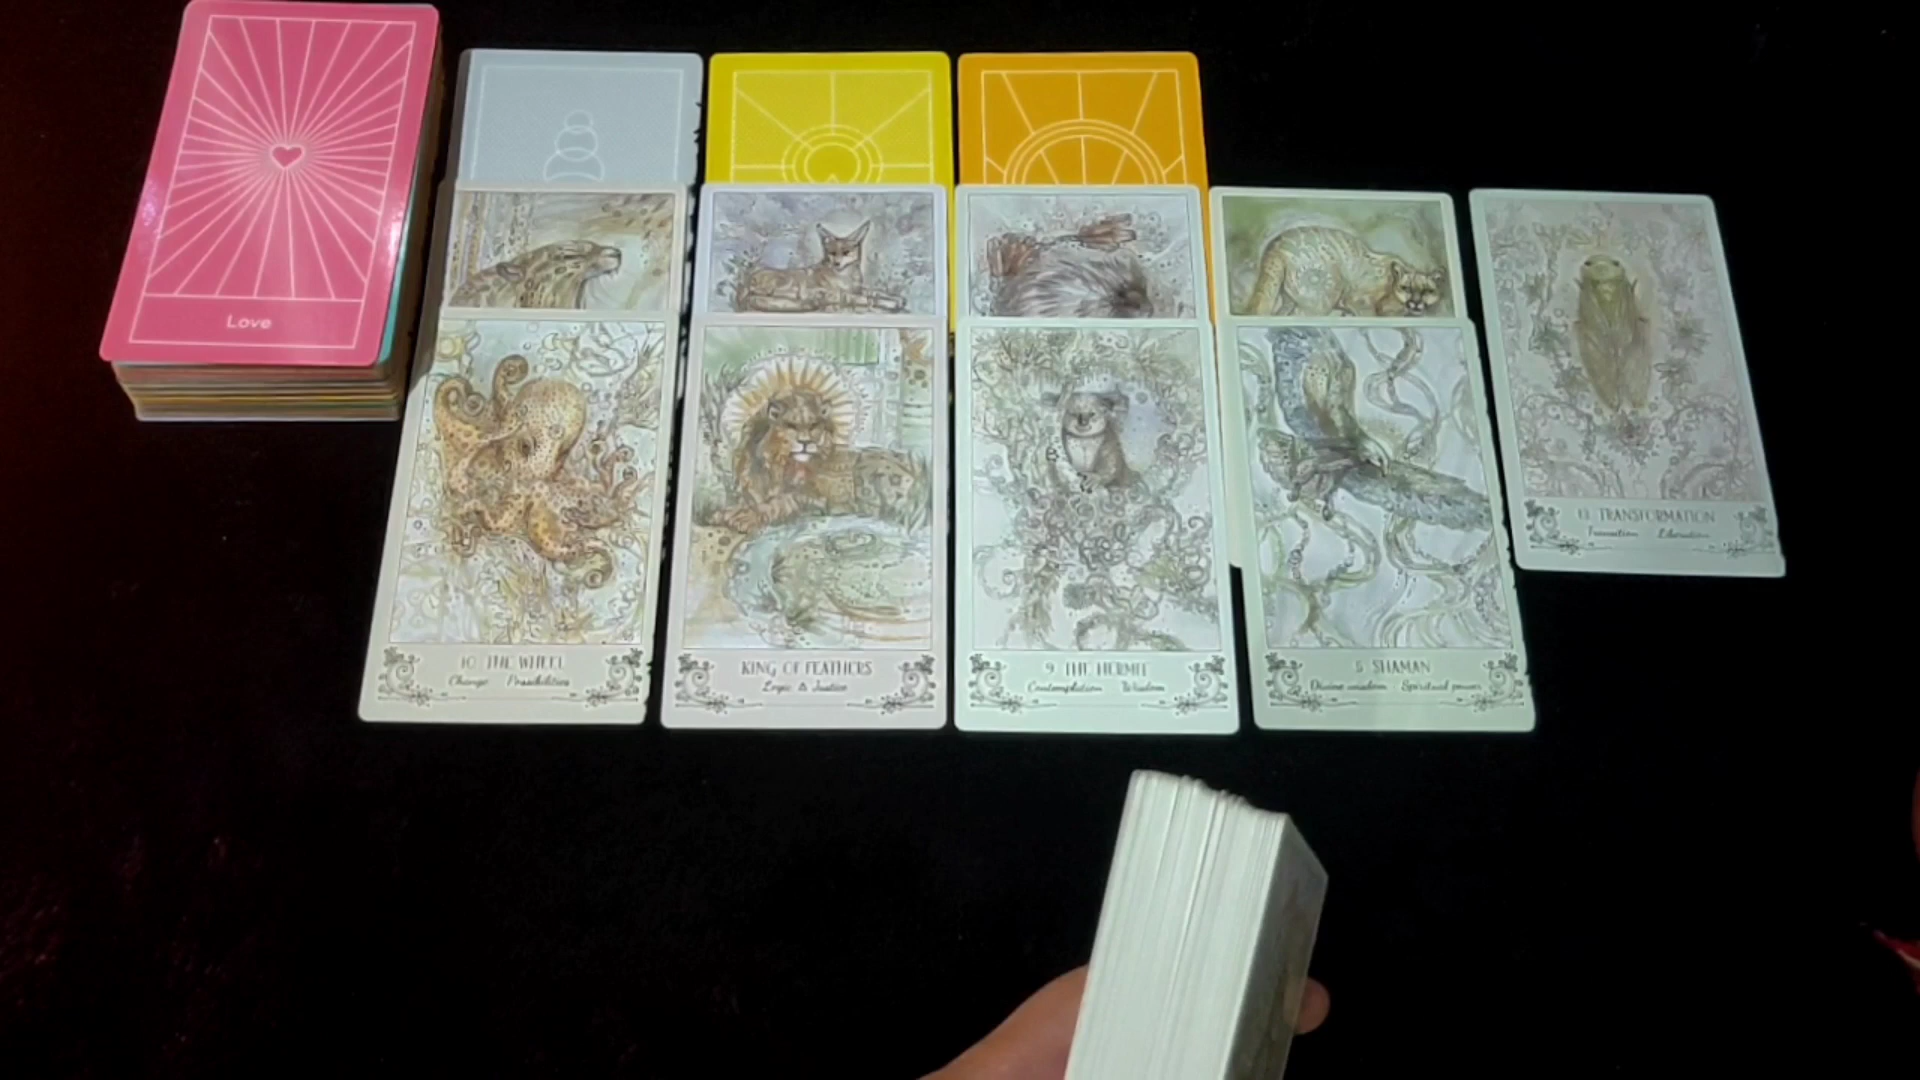 Love
13 TRANSFORMATION
Transition Liberation
10 THE WHEEL
Change Possibilities
KING OF FEATHERS
Logic & Justice
9 THE HERMIT
Contemplation Wisdom
5 SHAMAN
Divine wisdom Spiritual power